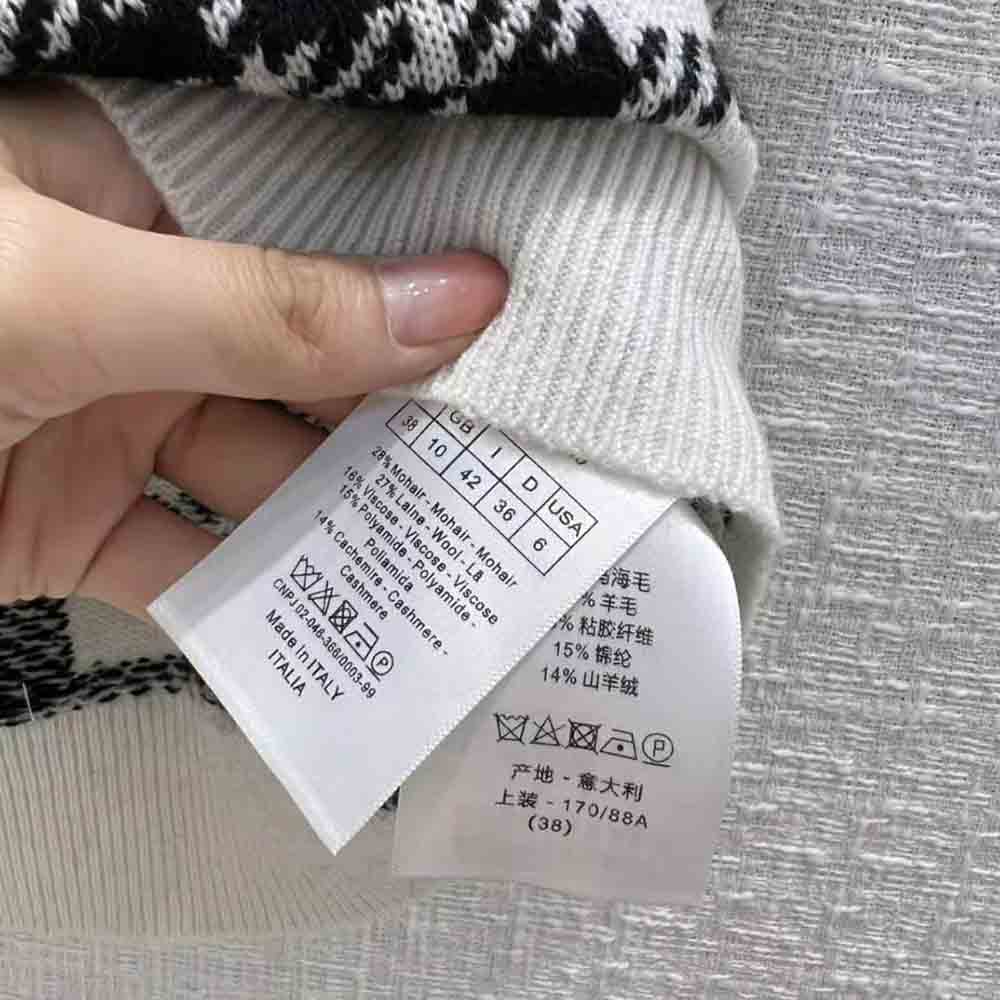 GB I D USA
38 10 42 36 6
28% Mohair - Mohair - Mohair
27% Laine - Wool - Lã
16% Viscose - Viscose - Viscose
15% Polyamide - Polyamide -
Poliamida
14% Cachemire - Cashmere -
Cashmere
CNPJ.02-046-366/0003-99
Made in ITALY
ITALIA
海毛
% 羊毛
% 粘胶纤维
15% 锦纶
14% 山羊绒
P
产地 - 意大利
上装 - 170/88A
(38)